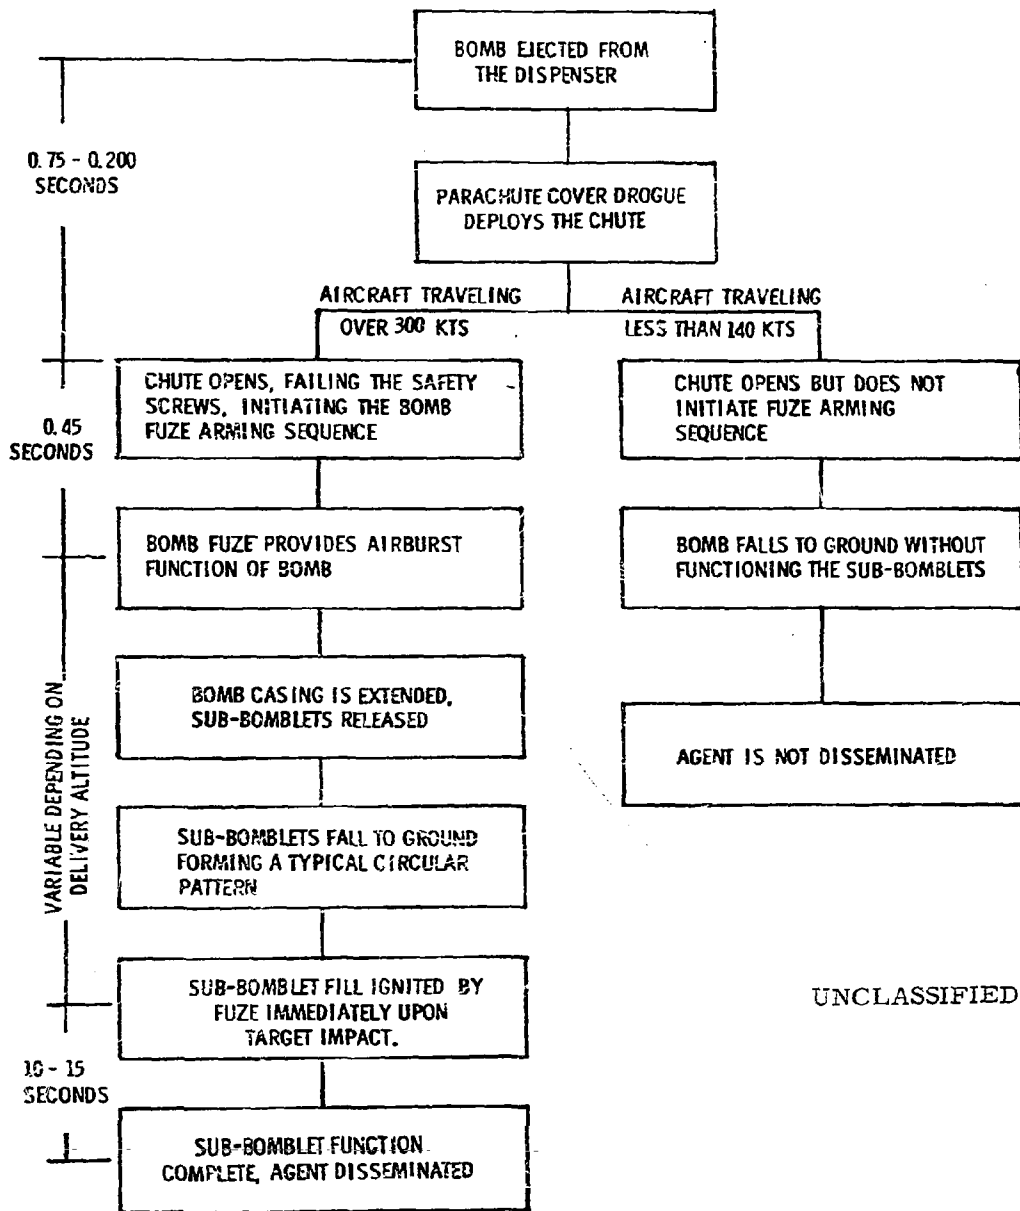 BOMB EJECTED FROM
THE DISPENSER
0.75 - 0.200
SECONDS
PARACHUTE COVER DROGUE
DEPLOYS THE CHUTE
AIRCRAFT TRAVELING
OVER 300 KTS
AIRCRAFT TRAVELING
LESS THAN 140 KTS
CHUTE OPENS, FAILING THE SAFETY
SCREWS, INITIATING THE BOMB
FUZE ARMING SEQUENCE
CHUTE OPENS BUT DOES NOT
INITIATE FUZE ARMING
SEQUENCE
0.45
SECONDS
BOMB FUZE PROVIDES AIRBURST
FUNCTION OF BOMB
BOMB FALLS TO GROUND WITHOUT
FUNCTIONING THE SUB-BOMBLETS
VARIABLE DEPENDING ON
DELIVERY ALTITUDE
BOMB CASING IS EXTENDED,
SUB-BOMBLETS RELEASED
AGENT IS NOT DISSEMINATED
SUB-BOMBLETS FALL TO GROUND
FORMING A TYPICAL CIRCULAR
PATTERN
SUB-BOMBLET FILL IGNITED BY
FUZE IMMEDIATELY UPON
TARGET IMPACT.
UNCLASSIFIED
10 - 15
SECONDS
SUB-BOMBLET FUNCTION
COMPLETE, AGENT DISSEMINATED